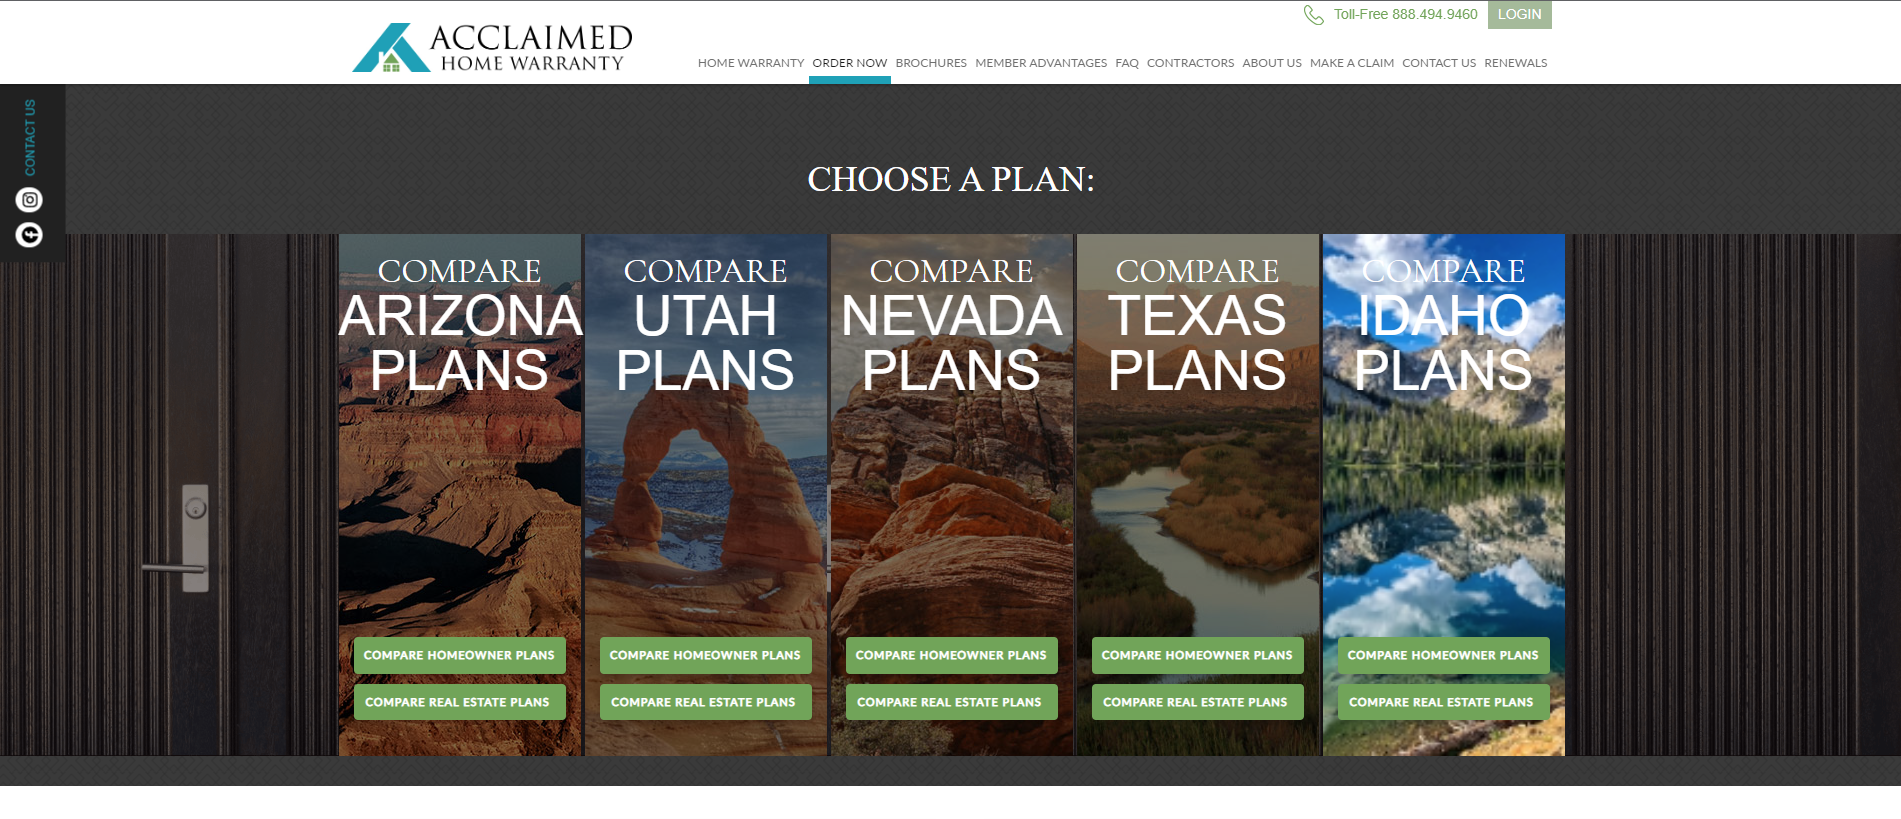 Toll-Free 888.494.9460
LOGIN
ACCLAIMED
HOME WARRANTY
HOME WARRANTY
ORDER NOW
BROCHURES
MEMBER ADVANTAGES
FAQ
CONTRACTORS
ABOUT US
MAKE A CLAIM
CONTACT US
RENEWALS
CONTACT US
CHOOSE A PLAN:
COMPARE
ARIZONA
PLANS
COMPARE HOMEOWNER PLANS
COMPARE REAL ESTATE PLANS
COMPARE
UTAH
PLANS
COMPARE HOMEOWNER PLANS
COMPARE REAL ESTATE PLANS
COMPARE
NEVADA
PLANS
COMPARE HOMEOWNER PLANS
COMPARE REAL ESTATE PLANS
COMPARE
TEXAS
PLANS
COMPARE HOMEOWNER PLANS
COMPARE REAL ESTATE PLANS
COMPARE
IDAHO
PLANS
COMPARE HOMEOWNER PLANS
COMPARE REAL ESTATE PLANS